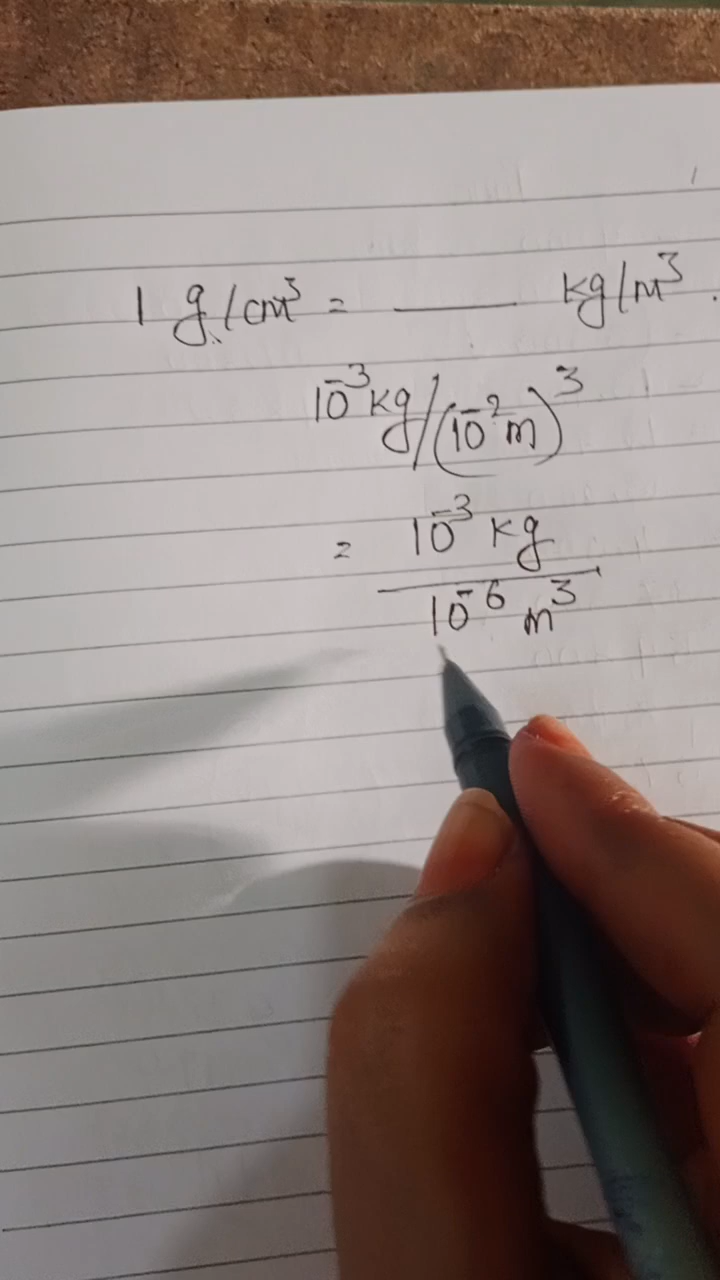 1 g/cm³ = ____ kg/m³.
10⁻³ kg/(10⁻² m)³
= 10⁻³ kg
10⁻⁶ m³